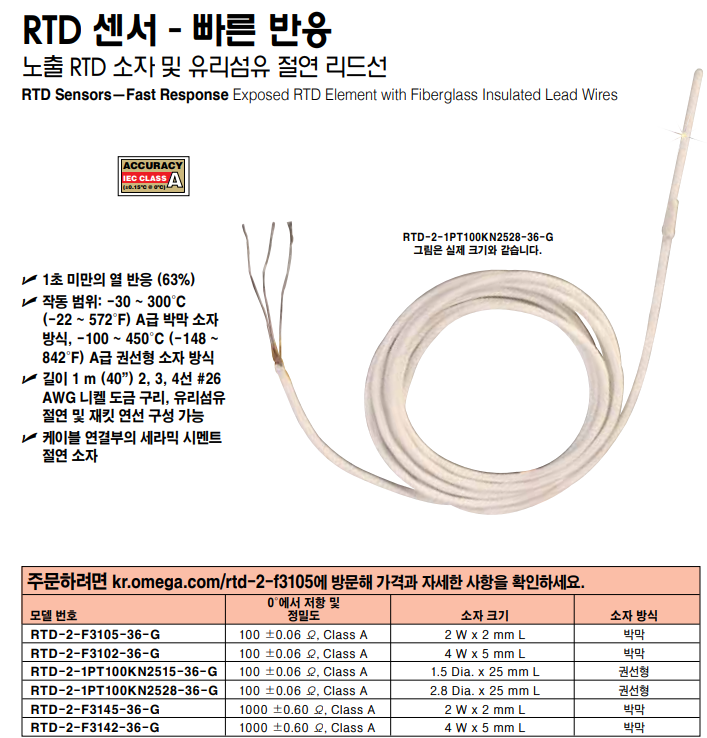 RTD 센서 - 빠른 반응
노출 RTD 소자 및 유리섬유 절연 리드선
RTD Sensors—Fast Response Exposed RTD Element with Fiberglass Insulated Lead Wires
ACCURACY
IEC CLASS A
(±0.15°C @ 0°C)
RTD-2-1PT100KN2528-36-G
그림은 실제 크기와 같습니다.
1초 미만의 열 반응 (63%)
작동 범위: -30 ~ 300°C
(-22 ~ 572°F) A급 박막 소자
방식, -100 ~ 450°C (-148 ~
842°F) A급 권선형 소자 방식
길이 1 m (40”) 2, 3, 4선 #26
AWG 니켈 도금 구리, 유리섬유
절연 및 재킷 연선 구성 가능
케이블 연결부의 세라믹 시멘트
절연 소자
주문하려면 kr.omega.com/rtd-2-f3105에 방문해 가격과 자세한 사항을 확인하세요.
모델 번호 0°에서 저항 및 정밀도 소자 크기 소자 방식
RTD-2-F3105-36-G 100 ±0.06 Ω, Class A 2 W x 2 mm L 박막
RTD-2-F3102-36-G 100 ±0.06 Ω, Class A 4 W x 5 mm L 박막
RTD-2-1PT100KN2515-36-G 100 ±0.06 Ω, Class A 1.5 Dia. x 25 mm L 권선형
RTD-2-1PT100KN2528-36-G 100 ±0.06 Ω, Class A 2.8 Dia. x 25 mm L 권선형
RTD-2-F3145-36-G 1000 ±0.60 Ω, Class A 2 W x 2 mm L 박막
RTD-2-F3142-36-G 1000 ±0.60 Ω, Class A 4 W x 5 mm L 박막